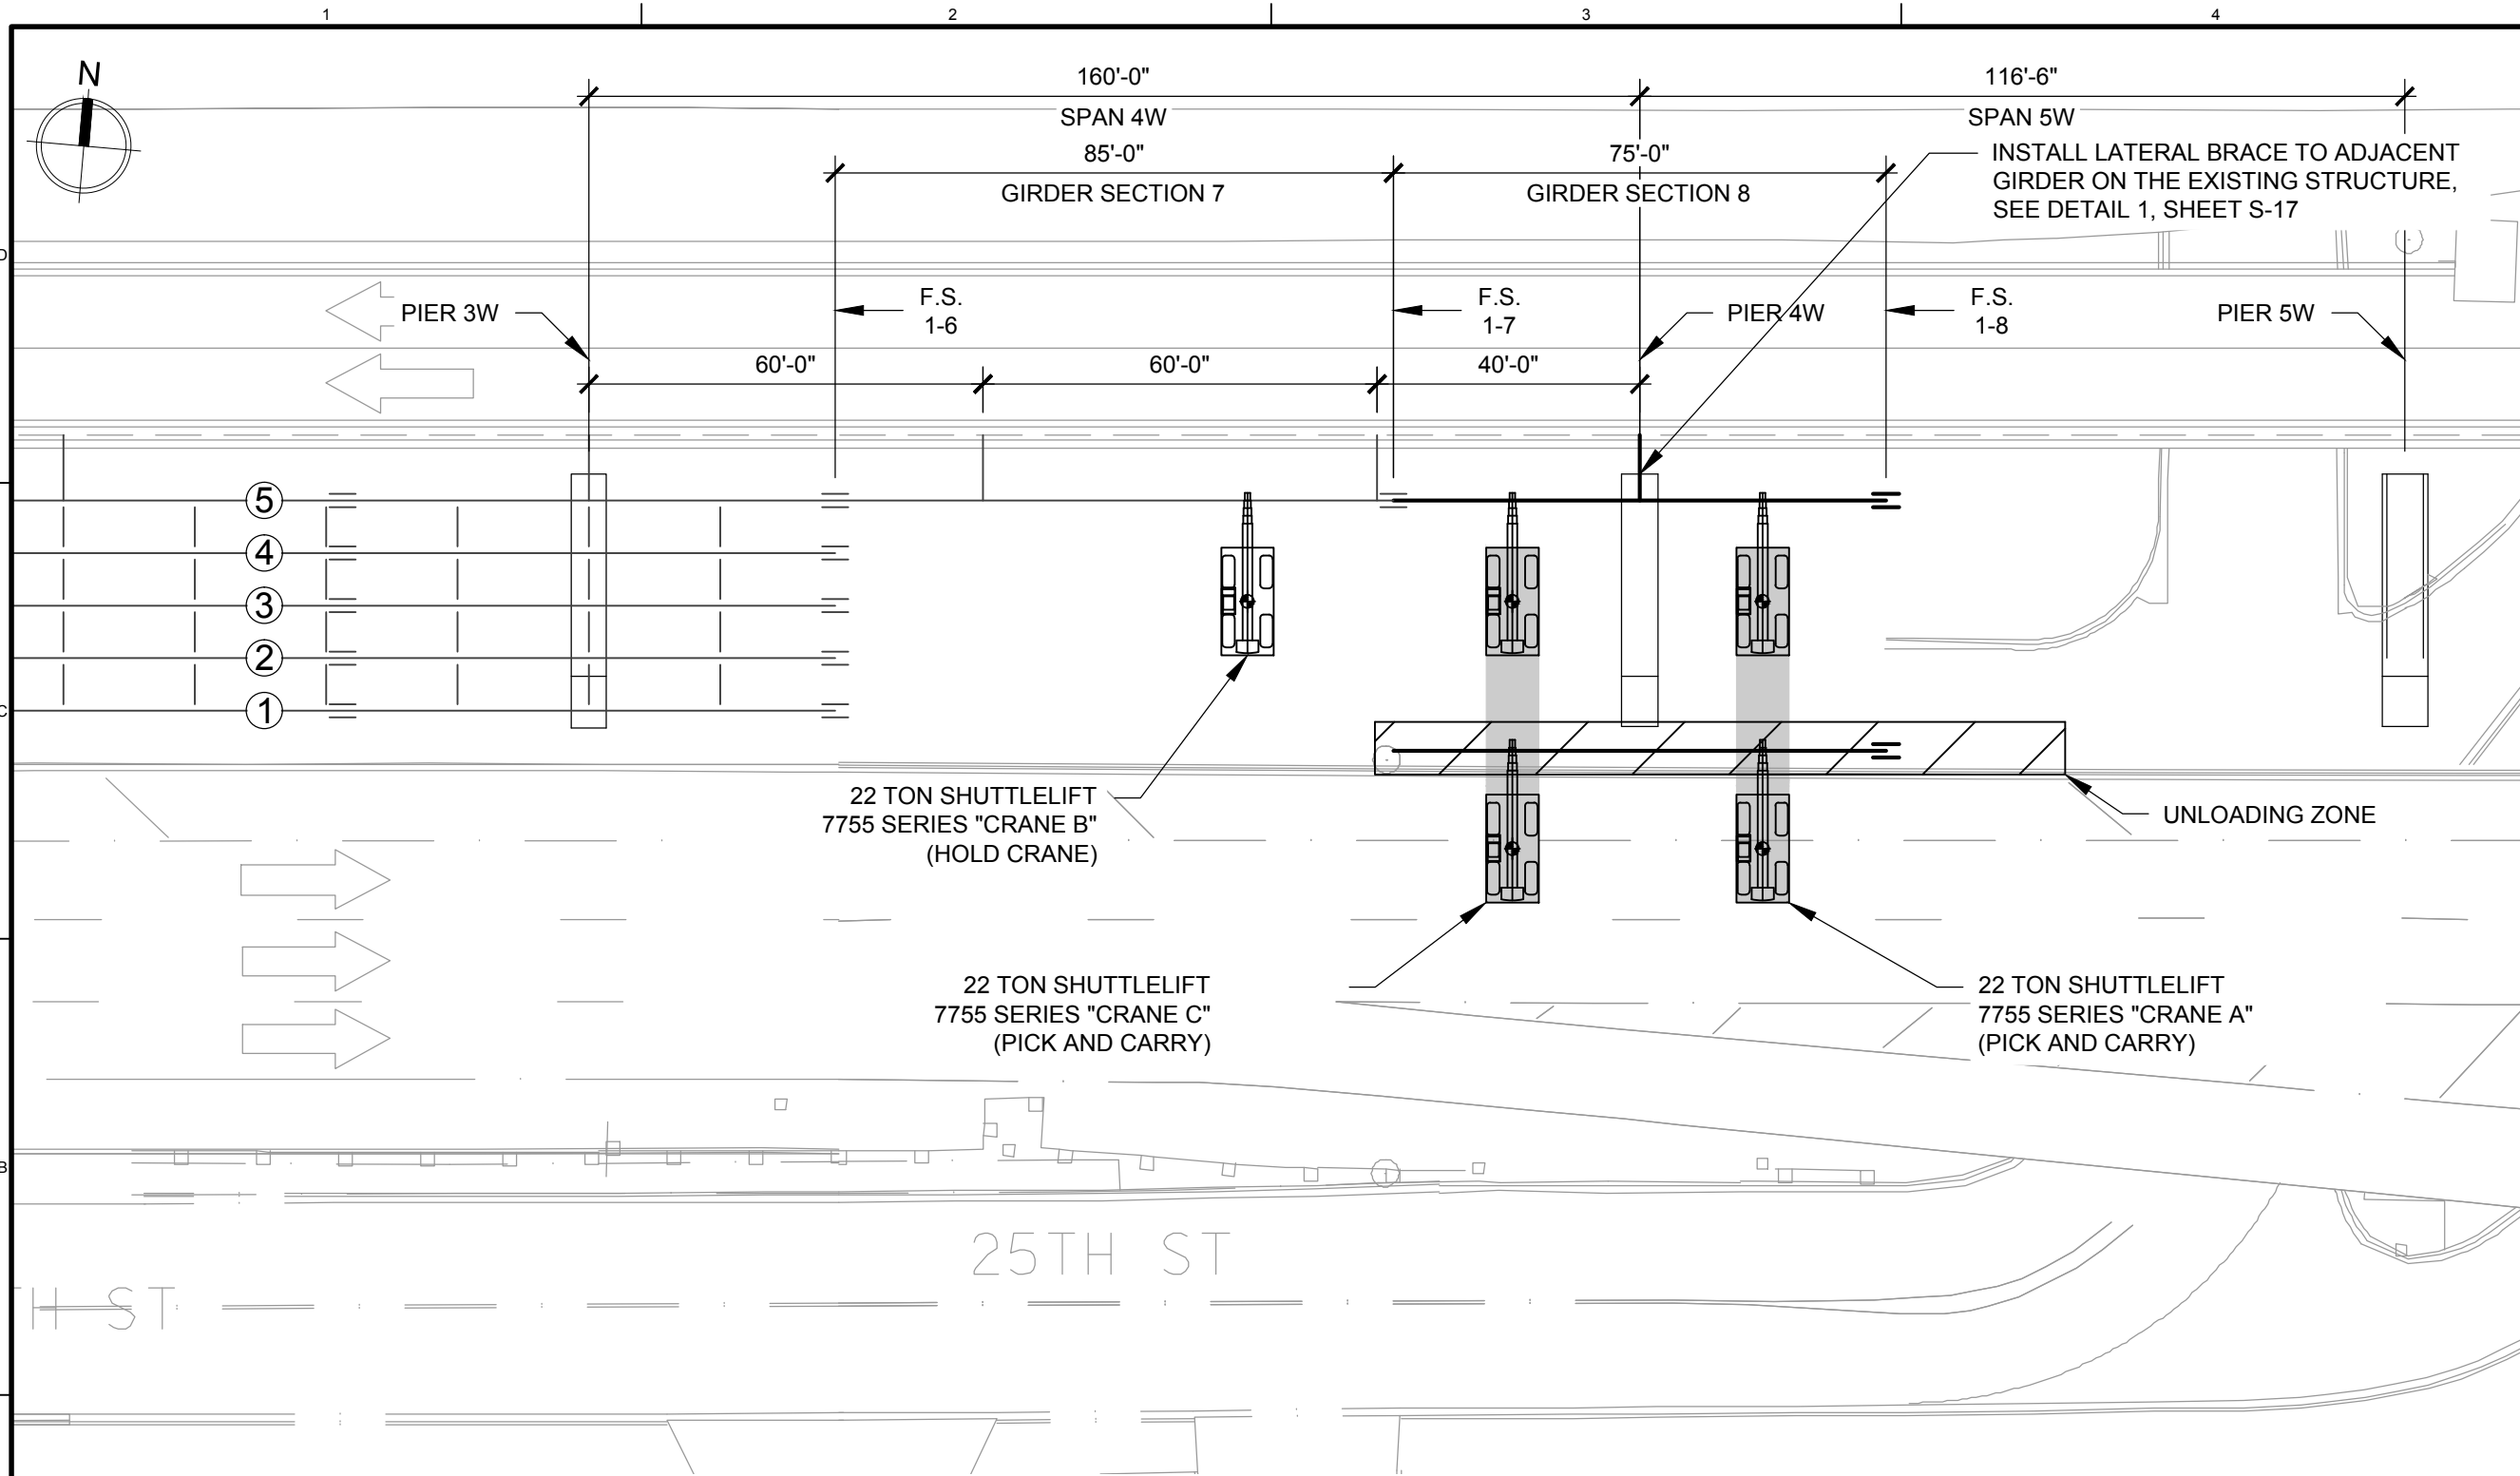 1
2
3
4
N
160'-0"
116'-6"
SPAN 4W
SPAN 5W
85'-0"
75'-0"
GIRDER SECTION 7
GIRDER SECTION 8
INSTALL LATERAL BRACE TO ADJACENT
GIRDER ON THE EXISTING STRUCTURE,
SEE DETAIL 1, SHEET S-17
PIER 3W
F.S.
1-6
F.S.
1-7
PIER 4W
F.S.
1-8
PIER 5W
60'-0"
60'-0"
40'-0"
5
4
3
2
1
C
22 TON SHUTTLELIFT
7755 SERIES "CRANE B"
(HOLD CRANE)
UNLOADING ZONE
22 TON SHUTTLELIFT
7755 SERIES "CRANE C"
(PICK AND CARRY)
22 TON SHUTTLELIFT
7755 SERIES "CRANE A"
(PICK AND CARRY)
B
25TH ST
H ST